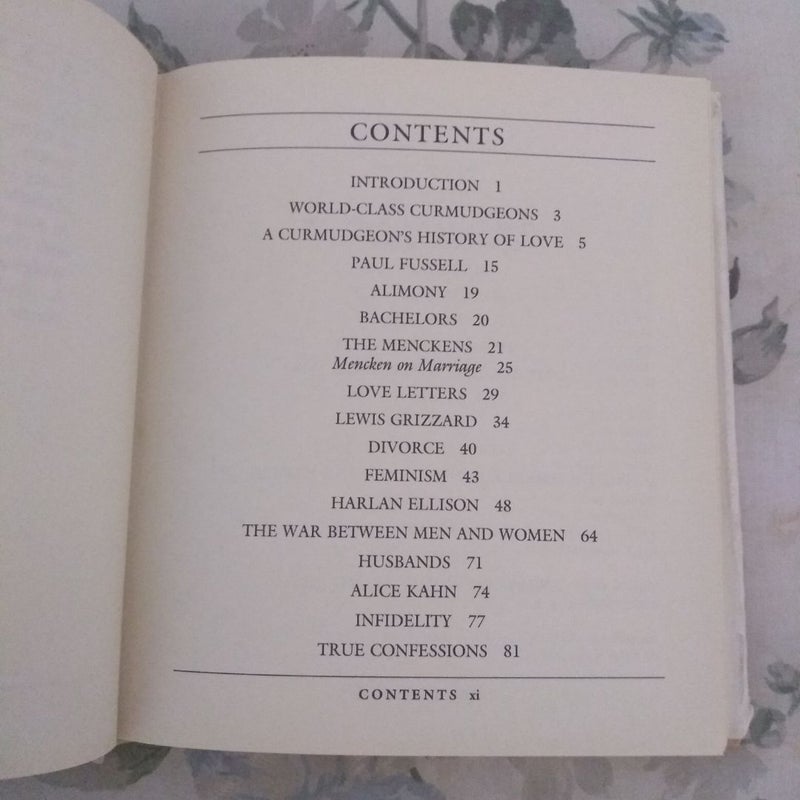 CONTENTS
INTRODUCTION 1
WORLD-CLASS CURMUDGEONS 3
A CURMUDGEON'S HISTORY OF LOVE 5
PAUL FUSSELL 15
ALIMONY 19
BACHELORS 20
THE MENCKENS 21
Mencken on Marriage 25
LOVE LETTERS 29
LEWIS GRIZZARD 34
DIVORCE 40
FEMINISM 43
HARLAN ELLISON 48
THE WAR BETWEEN MEN AND WOMEN 64
HUSBANDS 71
ALICE KAHN 74
INFIDELITY 77
TRUE CONFESSIONS 81
CONTENTS xi